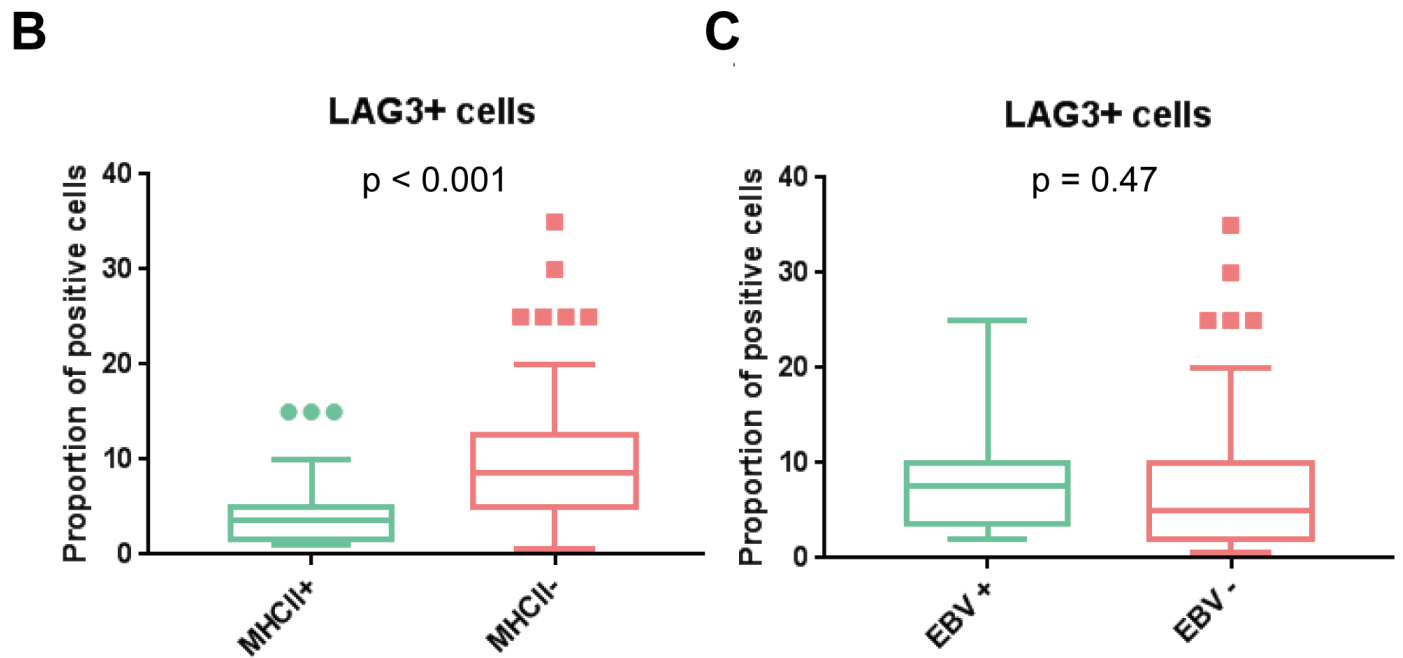 B
LAG3+ cells
p < 0.001
Proportion of positive cells
40
30
20
10
0
MHCII+
MHCII-
C
LAG3+ cells
p = 0.47
Proportion of positive cells
40
30
20
10
0
EBV +
EBV -